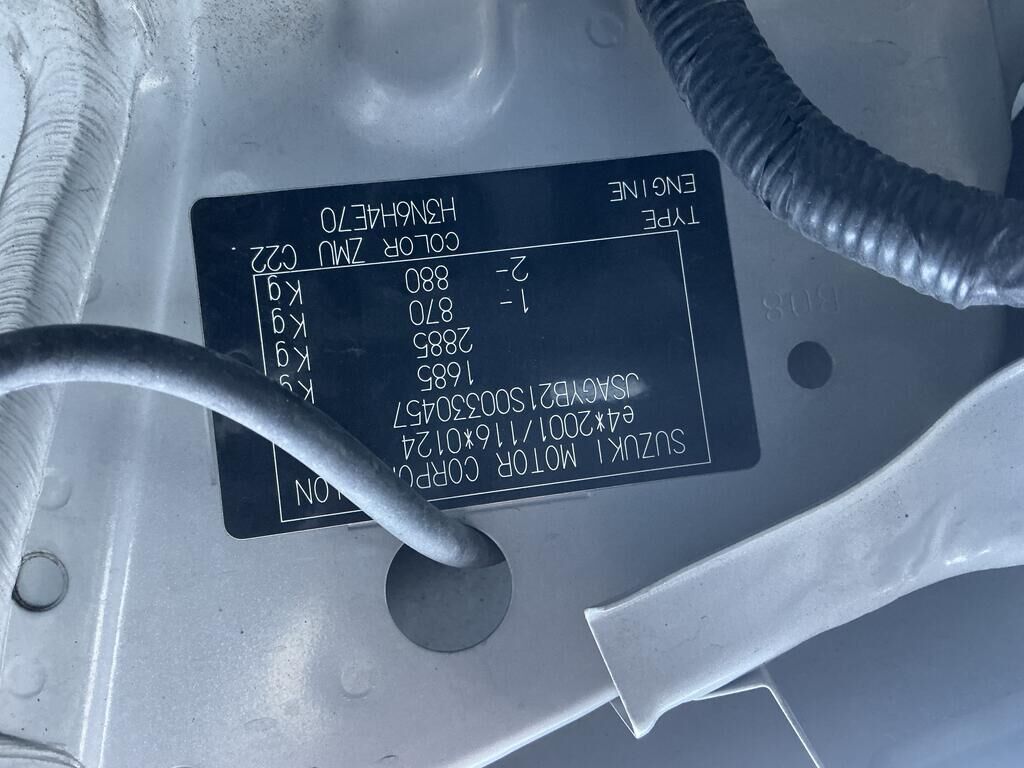 SUZUKI MOTOR CORPO ION
e4*2001/116*0124
JSAGYB21S00330457
1685 Kg
2885 Kg
1- 870 Kg
2- 880 Kg
TYPE COLOR ZMU C22
ENGINE H3N6H4E70